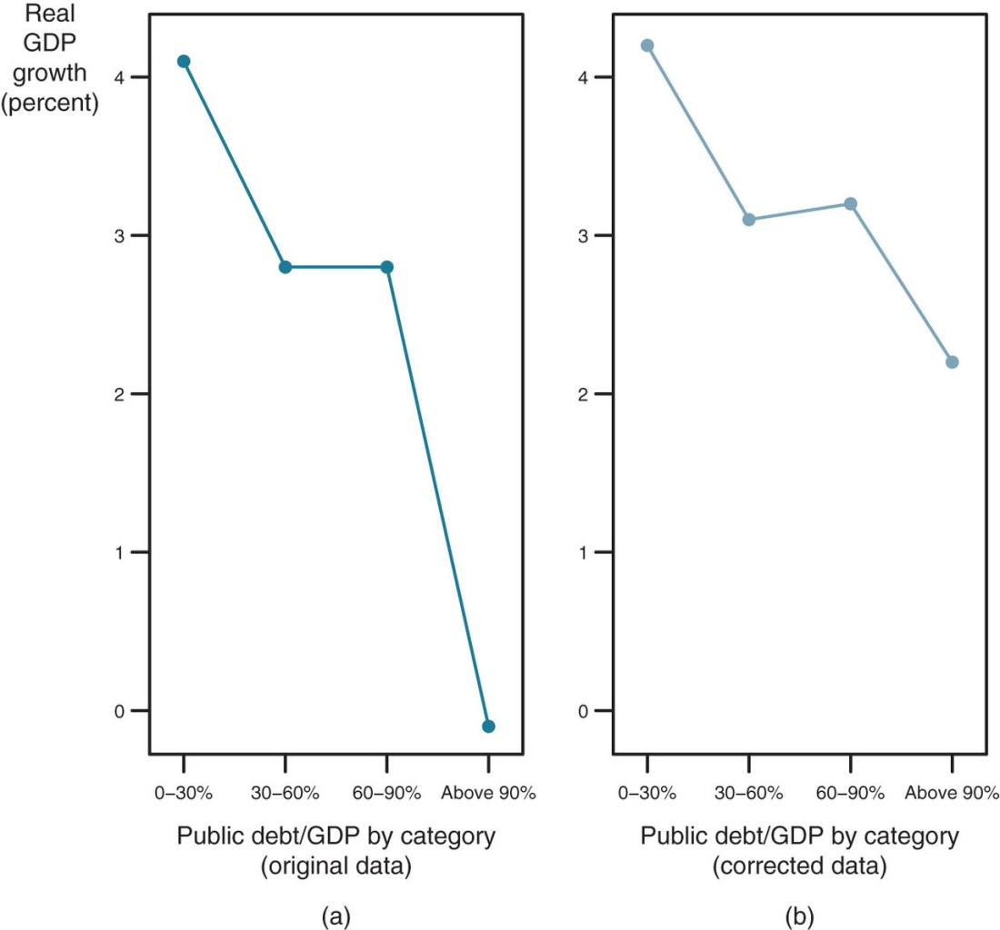 Real
GDP
growth
(percent)
4
3
2
1
0
0–30%
30–60%
60–90%
Above 90%
Public debt/GDP by category
(original data)
(a)
4
3
2
1
0
0–30%
30–60%
60–90%
Above 90%
Public debt/GDP by category
(corrected data)
(b)